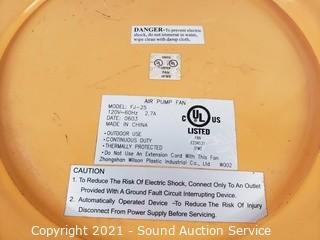 DANGER-To prevent electric
shock, do not immerse in water,
wipe clean with damp cloth.
UL UL
AIR PUMP FAN
MODEL: YJ-25
120V~60Hz 2.7A
DATE: 0603
MADE IN CHINA
• OUTDOOR USE
• CONTINUOUS DUTY
• THERMALLY PROTECTED
• Do Not Use An Extension Cord With This Fan
Zhongshan Wilson Plastic Industrial Co., Ltd
W002
C UL US
LISTED
FAN
CAUTION
1. To Reduce The Risk Of Electric Shock, Connect Only To An Outlet
Provided With A Ground Fault Circuit Interrupting Device.
2. Automatically Operated Device -To Reduce The Risk Of Injury
Disconnect From Power Supply Before Servicing.
Copyright 2021 - Sound Auction Service